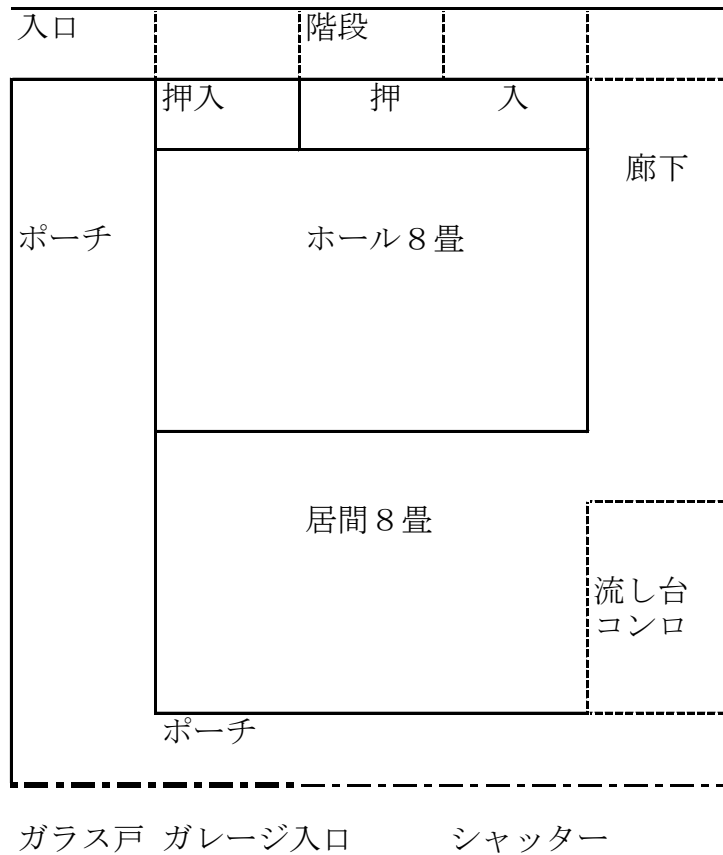 入口 階段
押入 押 入
廊下
ポーチ ホール８畳
居間８畳
流し台
コンロ
ポーチ
ガラス戸 ガレージ入口 シャッター